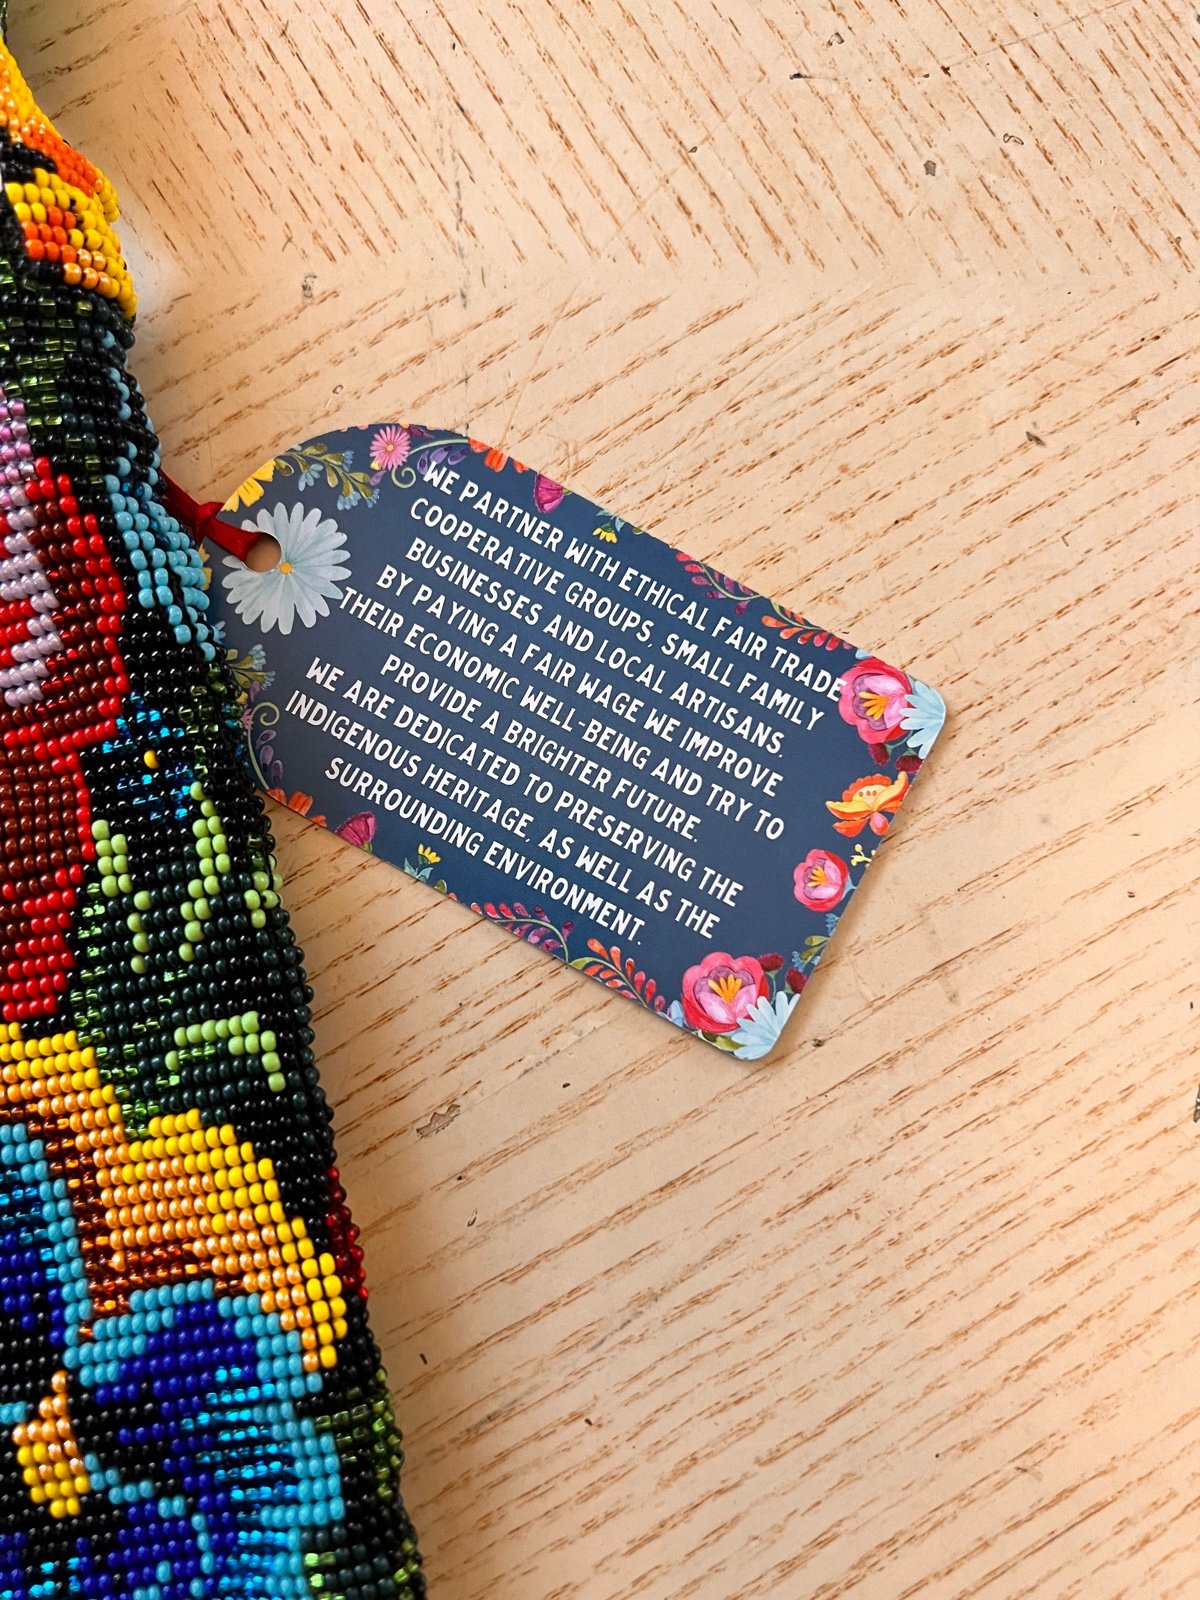 WE PARTNER WITH ETHICAL FAIR TRADE
COOPERATIVE GROUPS, SMALL FAMILY
BUSINESSES AND LOCAL ARTISANS.
BY PAYING A FAIR WAGE WE IMPROVE
THEIR ECONOMIC WELL-BEING AND TRY TO
PROVIDE A BRIGHTER FUTURE.
WE ARE DEDICATED TO PRESERVING THE
INDIGENOUS HERITAGE, AS WELL AS THE
SURROUNDING ENVIRONMENT.